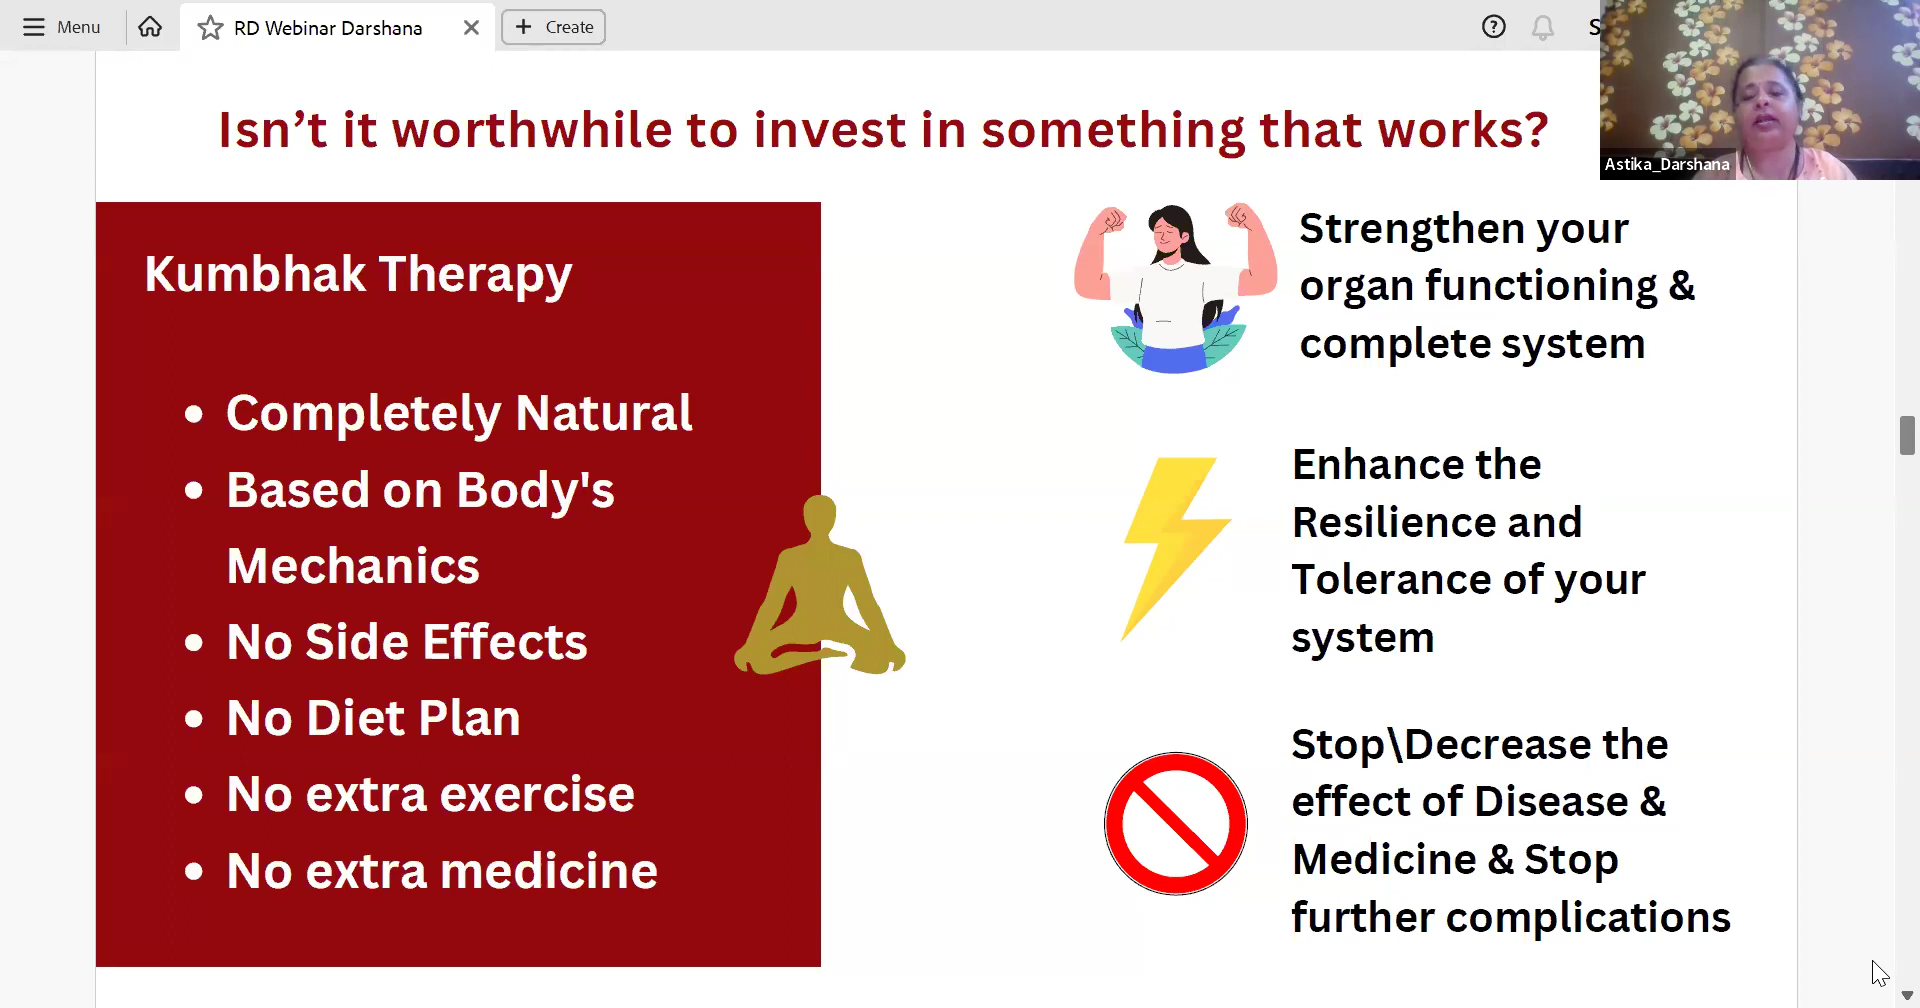 Menu
RD Webinar Darshana
Create
S
Astika_Darshana
Isn’t it worthwhile to invest in something that works?
Kumbhak Therapy
• Completely Natural
• Based on Body's
Mechanics
• No Side Effects
• No Diet Plan
• No extra exercise
• No extra medicine
Strengthen your
organ functioning &
complete system
Enhance the
Resilience and
Tolerance of your
system
Stop\Decrease the
effect of Disease &
Medicine & Stop
further complications